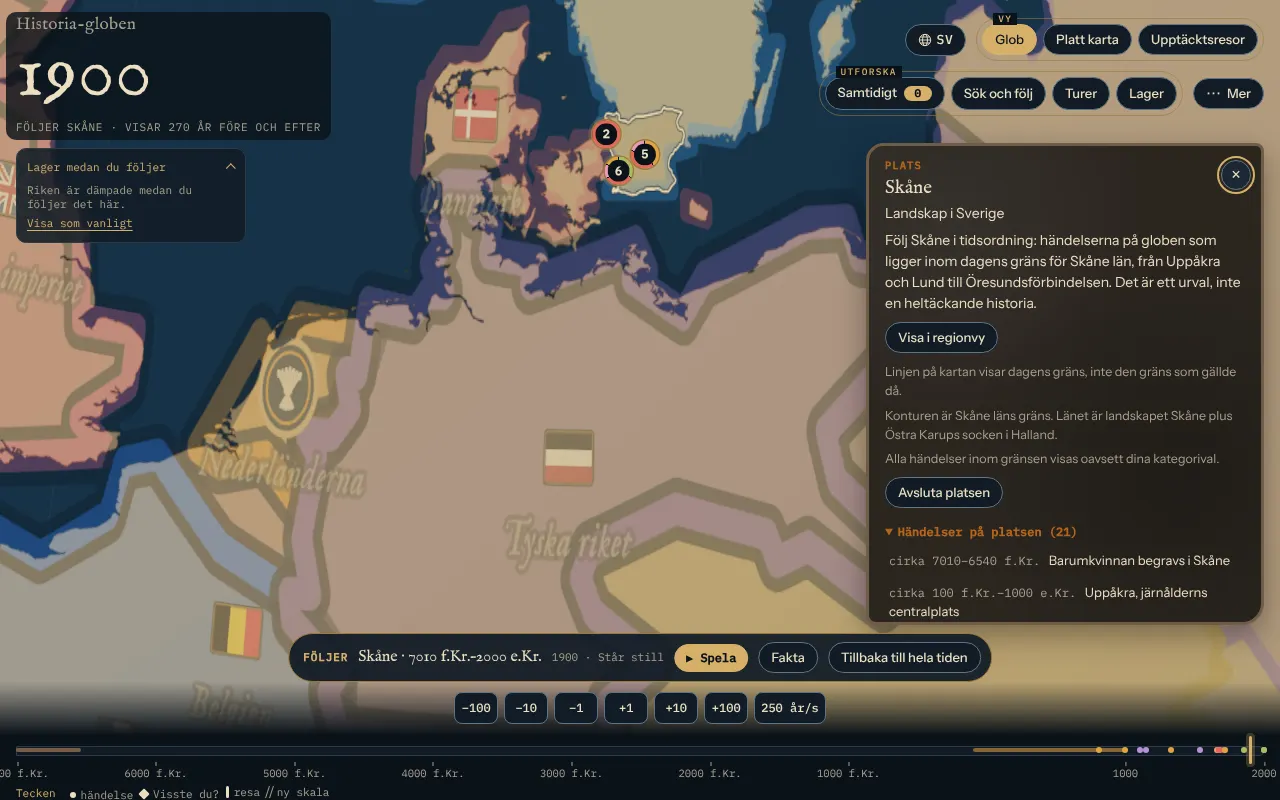 Historia-globen
1900
FÖLJER SKÅNE · VISAR 270 ÅR FÖRE OCH EFTER
Lager medan du följer
Riken är dämpade medan du
följer det här.
Visa som vanligt
SV
VY
Glob
Platt karta
Upptäcktsresor
UTFORSKA
Samtidigt 0
Sök och följ
Turer
Lager
··· Mer
2
5
6
Danmark
imperiet
Nederländerna
Tyska riket
Belgien
PLATS
×
Skåne
Landskap i Sverige
Följ Skåne i tidsordning: händelserna på globen som
ligger inom dagens gräns för Skåne län, från Uppåkra
och Lund till Öresundsförbindelsen. Det är ett urval, inte
en heltäckande historia.
Visa i regionvy
Linjen på kartan visar dagens gräns, inte den gräns som gällde
då.
Konturen är Skåne läns gräns. Länet är landskapet Skåne plus
Östra Karups socken i Halland.
Alla händelser inom gränsen visas oavsett dina kategorival.
Avsluta platsen
▼ Händelser på platsen (21)
cirka 7010–6540 f.Kr. Barumkvinnan begravs i Skåne
cirka 100 f.Kr.–1000 e.Kr. Uppåkra, järnålderns
centralplats
FÖLJER Skåne · 7010 f.Kr.–2000 e.Kr. 1900 · Står still ▶ Spela Fakta Tillbaka till hela tiden
−100 −10 −1 +1 +10 +100 250 år/s
00 f.Kr. 6000 f.Kr. 5000 f.Kr. 4000 f.Kr. 3000 f.Kr. 2000 f.Kr. 1000 f.Kr. 1000 2000
Tecken händelse Visste du? resa // ny skala